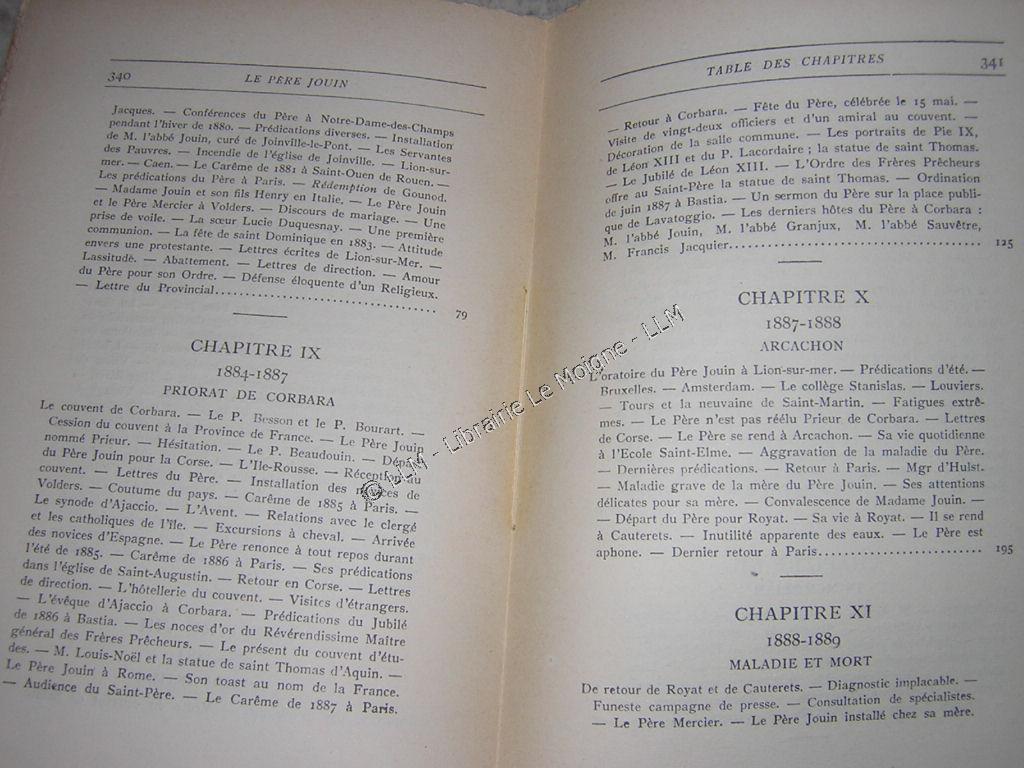 340
LE PÈRE JOUIN
Jacques. — Conférences du Père à Notre-Dame-des-Champs
pendant l'hiver de 1880. — Prédications diverses. — Installation
de M. l'abbé Jouin, curé de Joinville-le-Pont. — Les Servantes
des Pauvres. — Incendie de l'église de Joinville. — Lion-sur-
mer. — Caen. — Le Carême de 1881 à Saint-Ouen de Rouen. —
Les prédications du Père à Paris. — Rédemption de Gounod.
— Madame Jouin et son fils Henry en Italie. — Le Père Jouin
et le Père Mercier à Volders. — Discours de mariage. — Une
prise de voile. — La sœur Lucie Duquesnay. — Une première
communion. — La fête de saint Dominique en 1883. — Attitude
envers une protestante. — Lettres écrites de Lion-sur-Mer. —
Lassitude. — Abattement. — Lettres de direction. — Amour
du Père pour son Ordre. — Défense éloquente d'un Religieux.
— Lettre du Provincial. . . . . . . . . . . . . . . . . . . . . . . . . . . . . . . 79
CHAPITRE IX
1884-1887
PRIORAT DE CORBARA
Le couvent de Corbara. — Le P. Besson et le P. Bourart. —
Cession du couvent à la Province de France. — Le Père Jouin
nommé Prieur. — Hésitation. — Le P. Beaudouin. — Départ
du Père Jouin pour la Corse. — L'Ile-Rousse. — Réception au
couvent. — Lettres du Père. — Installation des novices de
Volders. — Coutume du pays. — Carême de 1885 à Paris. —
Le synode d'Ajaccio. — L'Avent. — Relations avec le clergé
et les catholiques de l'île. — Excursions à cheval. — Arrivée
des novices d'Espagne. — Le Père renonce à tout repos durant
l'été de 1885. — Carême de 1886 à Paris. — Ses prédications
dans l'église de Saint-Augustin. — Retour en Corse. — Lettres
de direction. — L'hôtellerie du couvent. — Visites d'étrangers.
— L'évêque d'Ajaccio à Corbara. — Prédications du Jubilé
de 1886 à Bastia. — Les noces d'or du Révérendissime Maître
général des Frères Prêcheurs. — Le présent du couvent d'étu-
des. — M. Louis-Noël et la statue de saint Thomas d'Aquin. —
Le Père Jouin à Rome. — Son toast au nom de la France.
— Audience du Saint-Père. — Le Carême de 1887 à Paris.
TABLE DES CHAPITRES
341
— Retour à Corbara. — Fête du Père, célébrée le 15 mai. —
Visite de vingt-deux officiers et d'un amiral au couvent. —
Décoration de la salle commune. — Les portraits de Pie IX,
de Léon XIII et du P. Lacordaire ; la statue de saint Thomas.
— Le Jubilé de Léon XIII. — L'Ordre des Frères Prêcheurs
offre au Saint-Père la statue de saint Thomas. — Ordination
de juin 1887 à Bastia. — Un sermon du Père sur la place publi-
que de Lavatoggio. — Les derniers hôtes du Père à Corbara :
M. l'abbé Jouin, M. l'abbé Granjux, M. l'abbé Sauvêtre,
M. Francis Jacquier. . . . . . . . . . . . . . . . . . . . . . . . . . . . . . . 125
CHAPITRE X
1887-1888
ARCACHON
L'oratoire du Père Jouin à Lion-sur-mer. — Prédications d'été. —
Bruxelles. — Amsterdam. — Le collège Stanislas. — Louviers.
— Tours et la neuvaine de Saint-Martin. — Fatigues extrê-
mes. — Le Père n'est pas réélu Prieur de Corbara. — Lettres
de Corse. — Le Père se rend à Arcachon. — Sa vie quotidienne
à l'Ecole Saint-Elme. — Aggravation de la maladie du Père.
— Dernières prédications. — Retour à Paris. — Mgr d'Hulst.
— Maladie grave de la mère du Père Jouin. — Ses attentions
délicates pour sa mère. — Convalescence de Madame Jouin. —
— Départ du Père pour Royat. — Sa vie à Royat. — Il se rend
à Cauterets. — Inutilité apparente des eaux. — Le Père est
aphone. — Dernier retour à Paris. . . . . . . . . . . . . . . . . . . . . 195
CHAPITRE XI
1888-1889
MALADIE ET MORT
De retour de Royat et de Cauterets. — Diagnostic implacable. —
Funeste campagne de presse. — Consultation de spécialistes.
— Le Père Mercier. — Le Père Jouin installé chez sa mère.
© LLM - Librairie Le Moigne - LLM